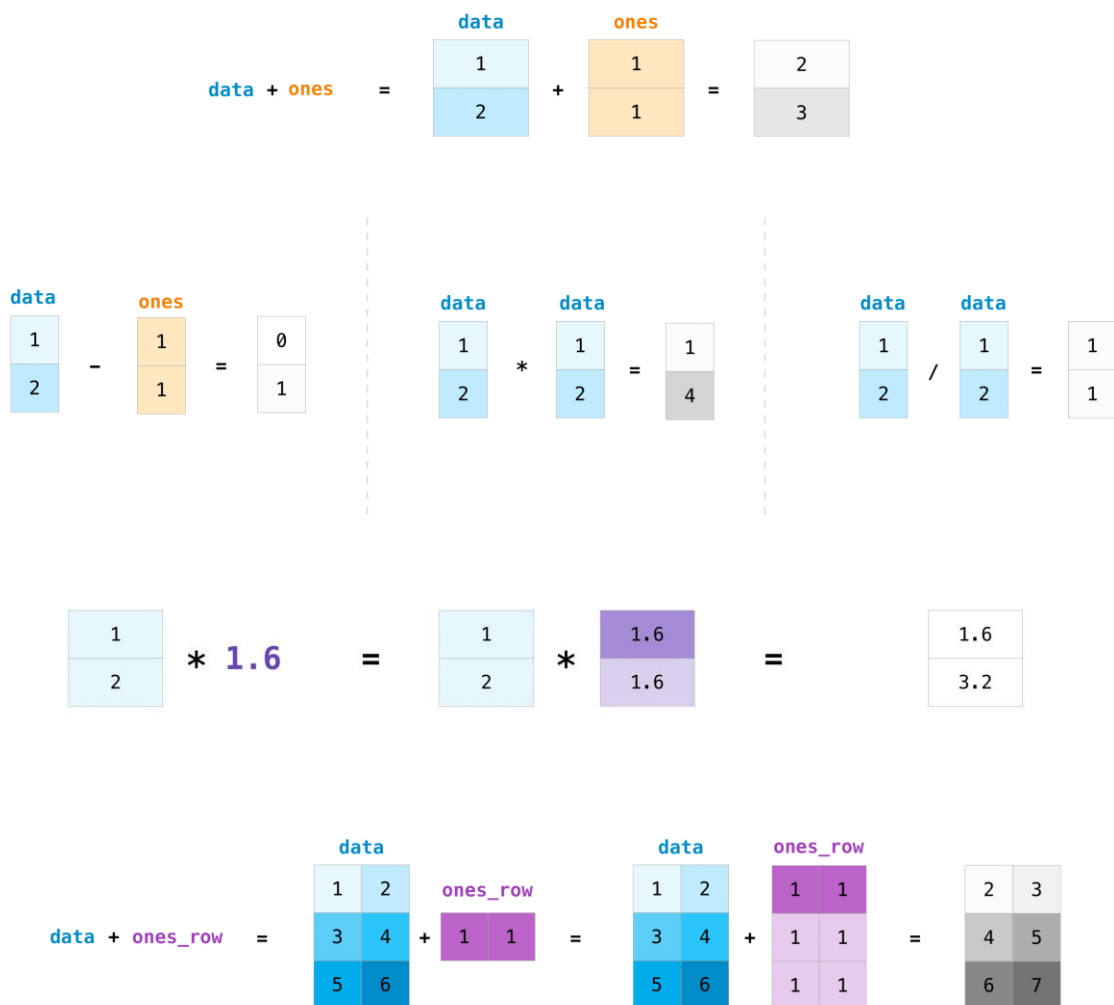 data ones
1 1 2
data + ones = + =
2 1 3
data ones data data data data
1 1 0 1 1 1 1 1 1
- = * = / =
2 1 1 2 2 4 2 2 1
1 1 1.6 1.6
* 1.6 = * =
2 2 1.6 3.2
data data ones_row
1 2 ones_row 1 2 1 1 2 3
data + ones_row = 3 4 + 1 1 = 3 4 + 1 1 = 4 5
5 6 5 6 1 1 6 7